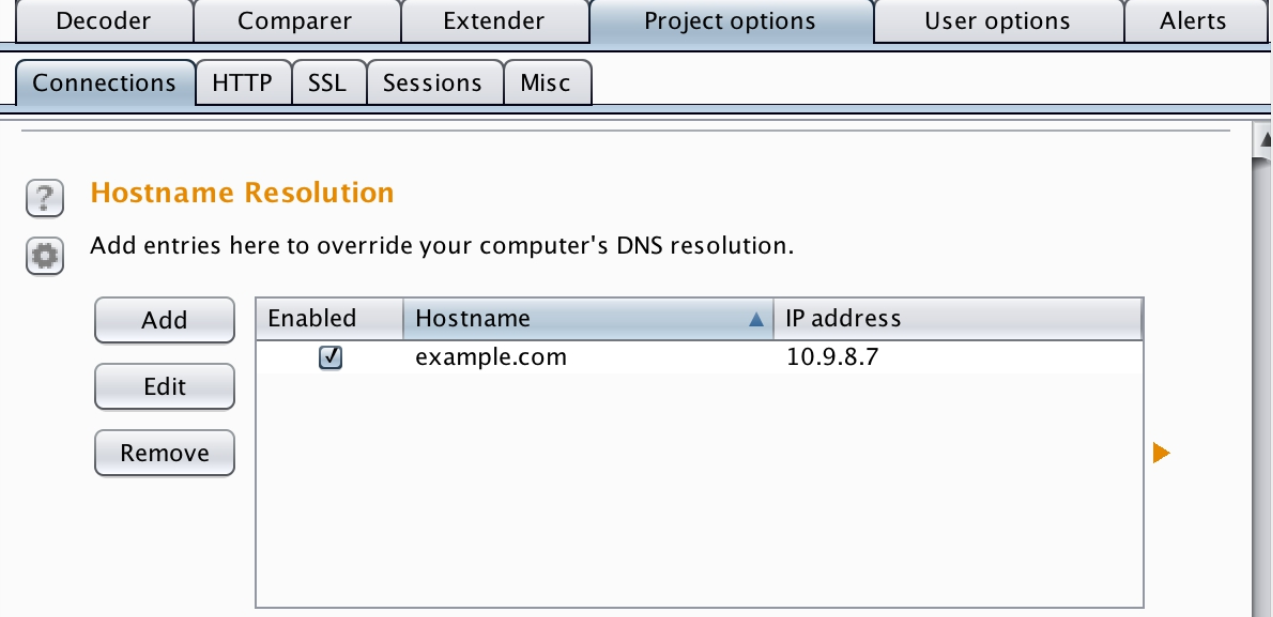 Decoder Comparer Extender Project options User options Alerts
Connections HTTP SSL Sessions Misc
? Hostname Resolution
Add entries here to override your computer's DNS resolution.
Add Enabled Hostname IP address
example.com 10.9.8.7
Edit
Remove